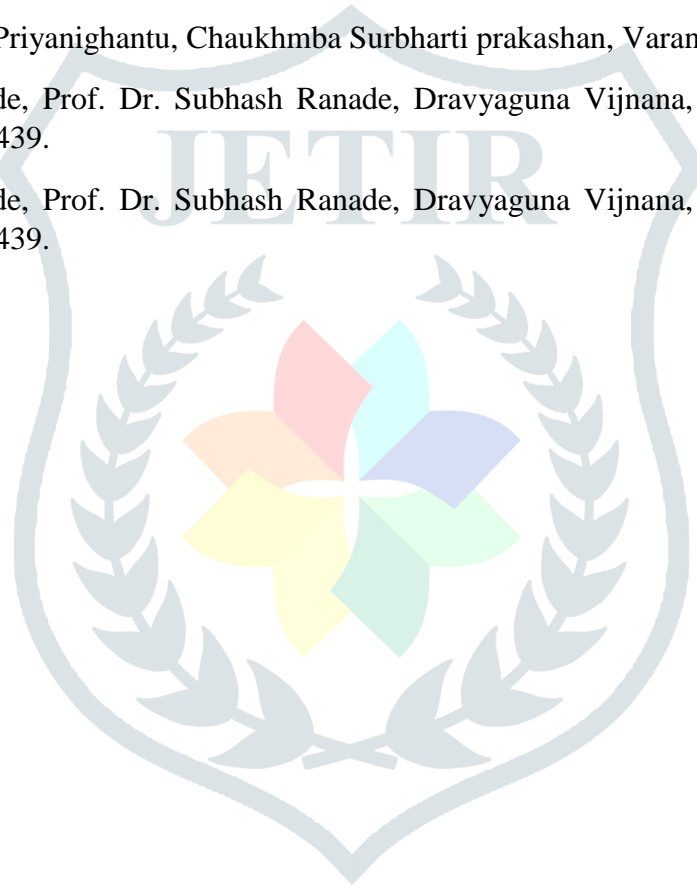 Priyanighantu, Chaukhmba Surbharti prakashan, Varan
de, Prof. Dr. Subhash Ranade, Dravyaguna Vijnana,
439.
JETIR
de, Prof. Dr. Subhash Ranade, Dravyaguna Vijnana,
439.